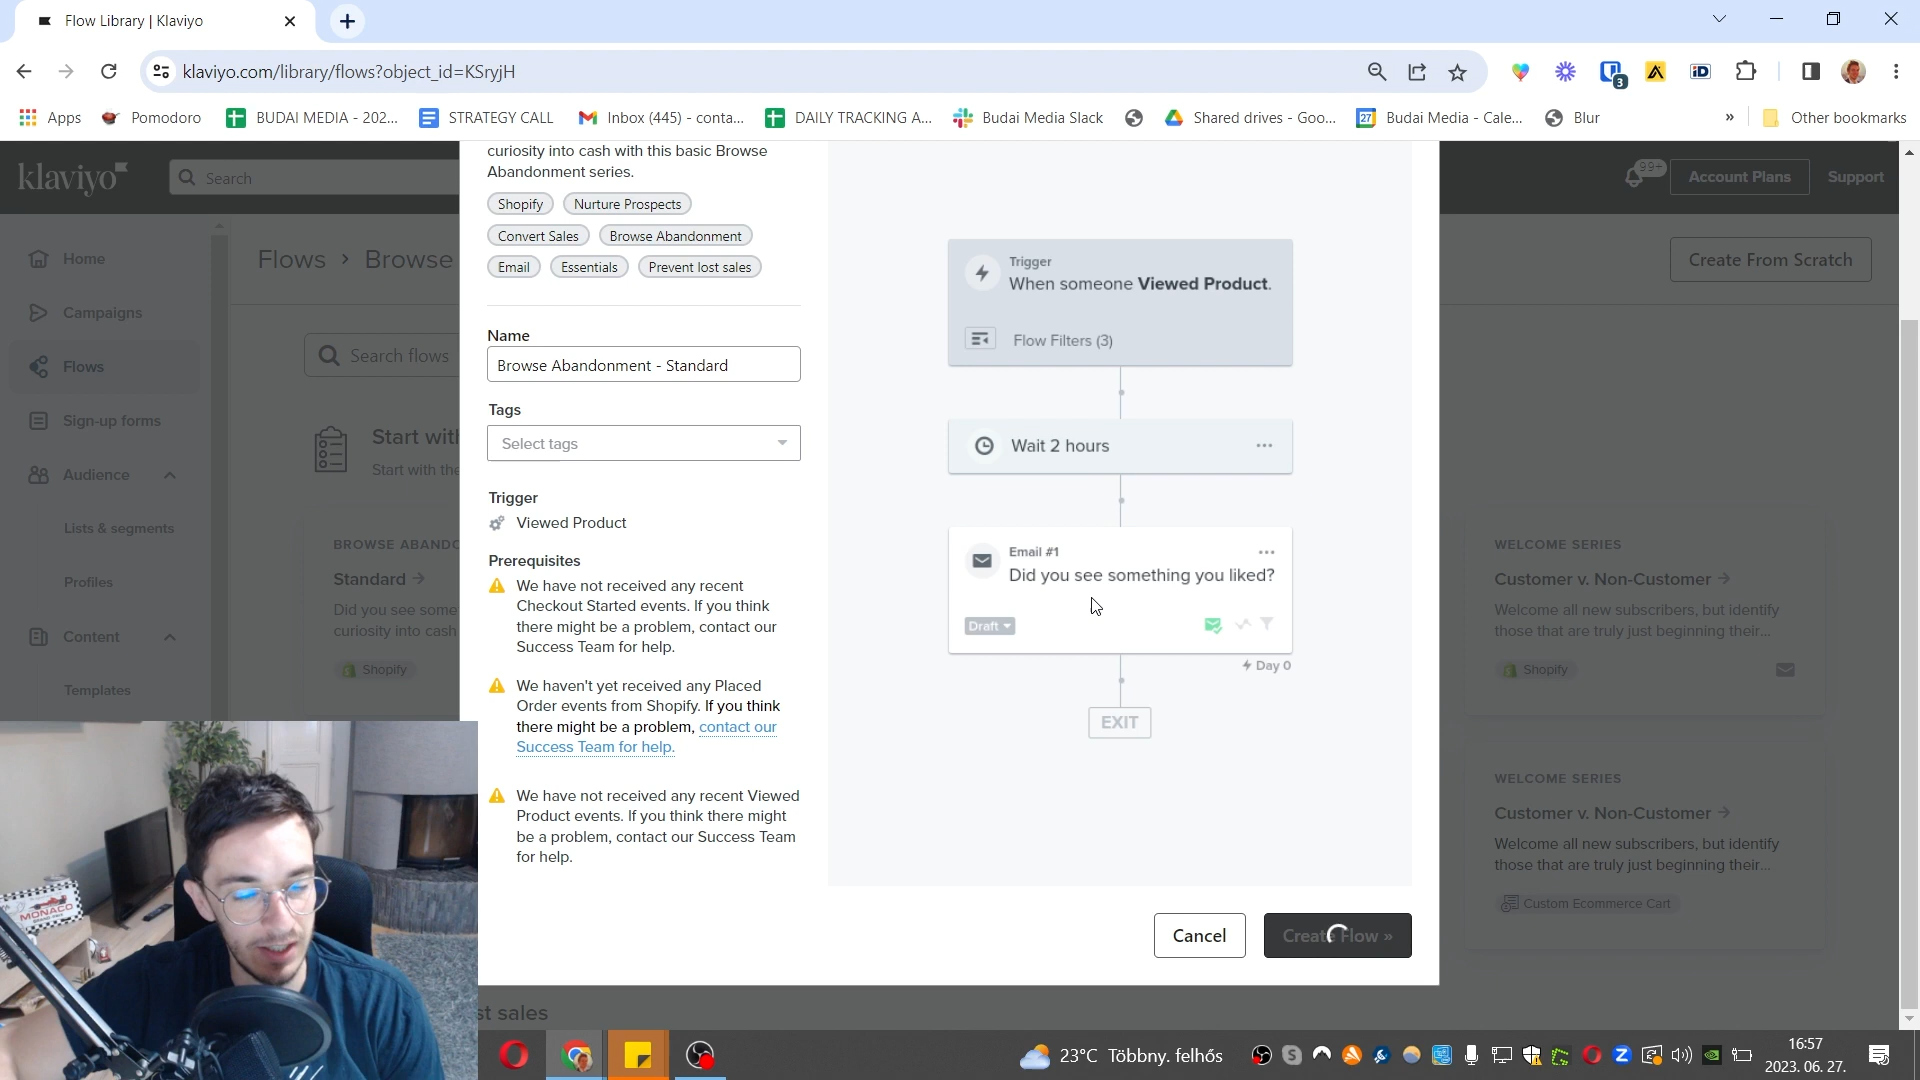 Flow Library | Klaviyo
klaviyo.com/library/flows?object_id=KSryjH
3
Apps
Pomodoro
BUDAI MEDIA - 202...
STRATEGY CALL
Inbox (445) - conta...
DAILY TRACKING A...
Budai Media Slack
Shared drives - Goo...
27
Budai Media - Cale...
Blur
»
Other bookmarks
klaviyo
Search
99+
Account Plans
Support
Home
Campaigns
Flows
Sign-up forms
Audience
Lists & segments
Profiles
Content
Templates
Flows > Browse
Create From Scratch
Search flows
Start with
Start with the
BROWSE ABANDO
Standard →
Did you see some
curiosity into cash
Shopify
curiosity into cash with this basic Browse
Abandonment series.
Shopify
Nurture Prospects
Convert Sales
Browse Abandonment
Email
Essentials
Prevent lost sales
Name
Browse Abandonment - Standard
Tags
Select tags
Trigger
Viewed Product
Prerequisites
We have not received any recent
Checkout Started events. If you think
there might be a problem, contact our
Success Team for help.
We haven't yet received any Placed
Order events from Shopify. If you think
there might be a problem, contact our
Success Team for help.
We have not received any recent Viewed
Product events. If you think there might
be a problem, contact our Success Team
for help.
Trigger
When someone Viewed Product.
Flow Filters (3)
Wait 2 hours
Email #1
Did you see something you liked?
Draft
Day 0
EXIT
Cancel
Create Flow »
WELCOME SERIES
Customer v. Non-Customer →
Welcome all new subscribers, but identify
those that are truly just beginning their...
Shopify
WELCOME SERIES
Customer v. Non-Customer →
Welcome all new subscribers, but identify
those that are truly just beginning their...
Custom Ecommerce Cart
st sales
MONACO
23°C Többny. felhős
16:57
2023. 06. 27.